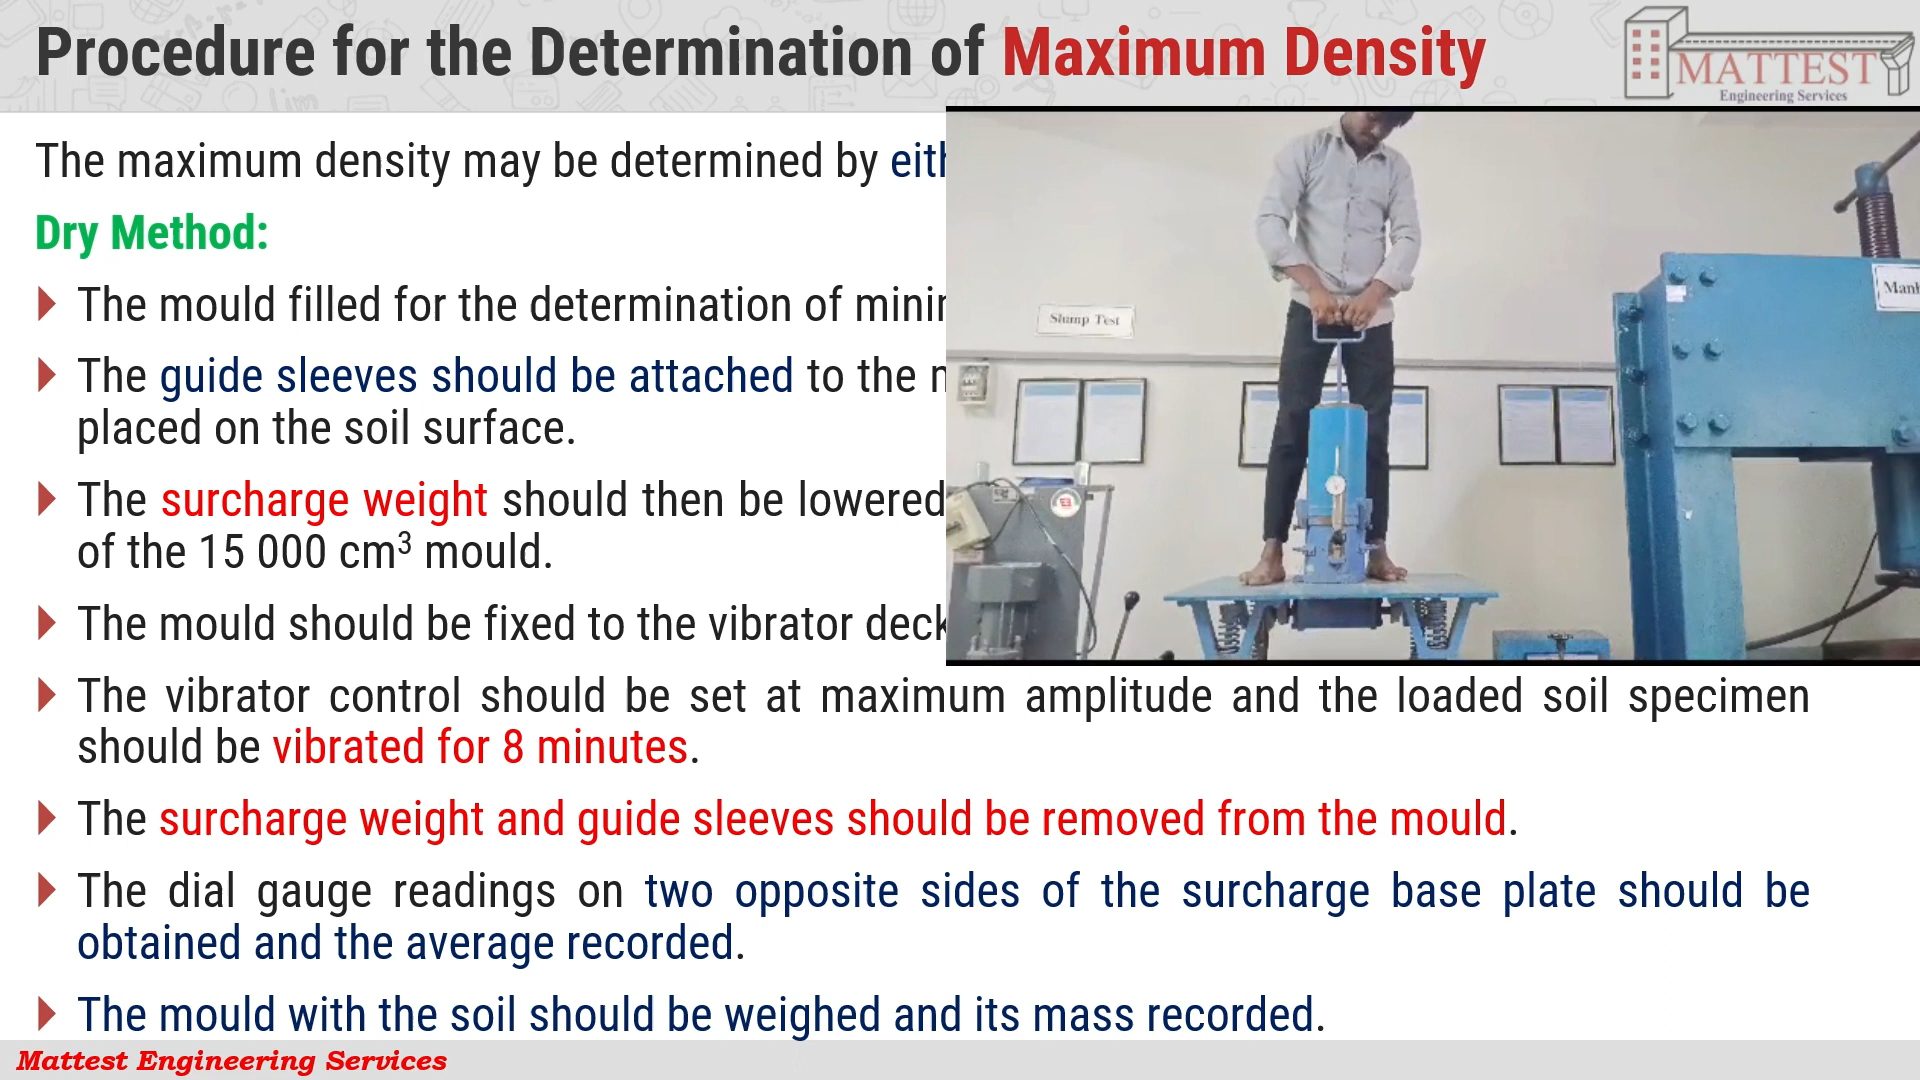 Procedure for the Determination of Maximum Density
MATTEST
Engineering Services
The maximum density may be determined by
Dry Method:
The mould filled for the determination of
The guide sleeves should be attached to the
placed on the soil surface.
The surcharge weight should then be lowered
of the 15 000 cm³ mould.
The mould should be fixed to the vibrator deck
Slump Test
The vibrator control should be set at maximum amplitude and the loaded soil specimen
should be vibrated for 8 minutes.
The surcharge weight and guide sleeves should be removed from the mould.
The dial gauge readings on two opposite sides of the surcharge base plate should be
obtained and the average recorded.
The mould with the soil should be weighed and its mass recorded.
Mattest Engineering Services